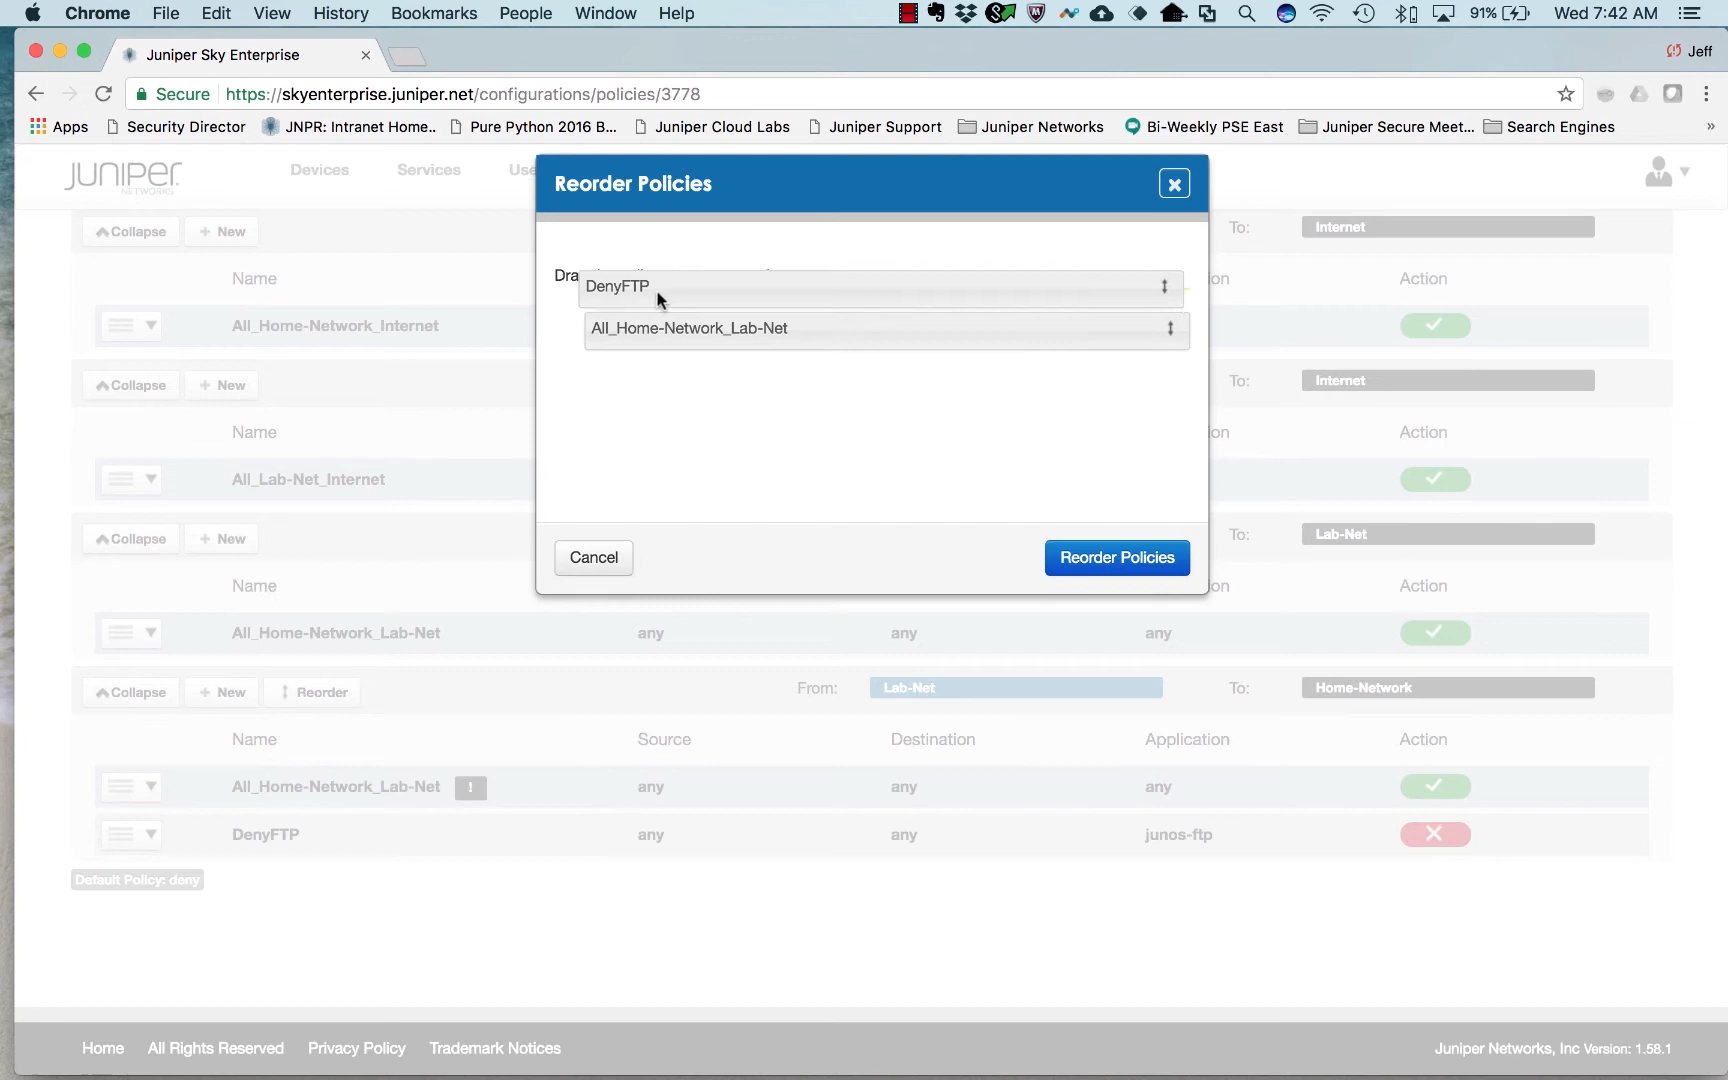 Chrome File Edit View History Bookmarks People Window Help 91% Wed 7:42 AM
Juniper Sky Enterprise Jeff
Secure https://skyenterprise.juniper.net/configurations/policies/3778
Apps Security Director JNPR: Intranet Home.. Pure Python 2016 B... Juniper Cloud Labs Juniper Support Juniper Networks Bi-Weekly PSE East Juniper Secure Meet... Search Engines »
JUNIPER NETWORKS Devices Services Use
Reorder Policies
Collapse + New To: Internet
Dra
Name ion Action
DenyFTP
All_Home-Network_Internet
All_Home-Network_Lab-Net
Collapse + New To: Internet
Name ion Action
All_Lab-Net_Internet
Collapse + New To: Lab-Net
Cancel Reorder Policies
Name ion Action
All_Home-Network_Lab-Net any any any
Collapse + New Reorder From: Lab-Net To: Home-Network
Name Source Destination Application Action
All_Home-Network_Lab-Net ! any any any
DenyFTP any any junos-ftp
Default Policy: deny
Home All Rights Reserved Privacy Policy Trademark Notices Juniper Networks, Inc Version: 1.58.1